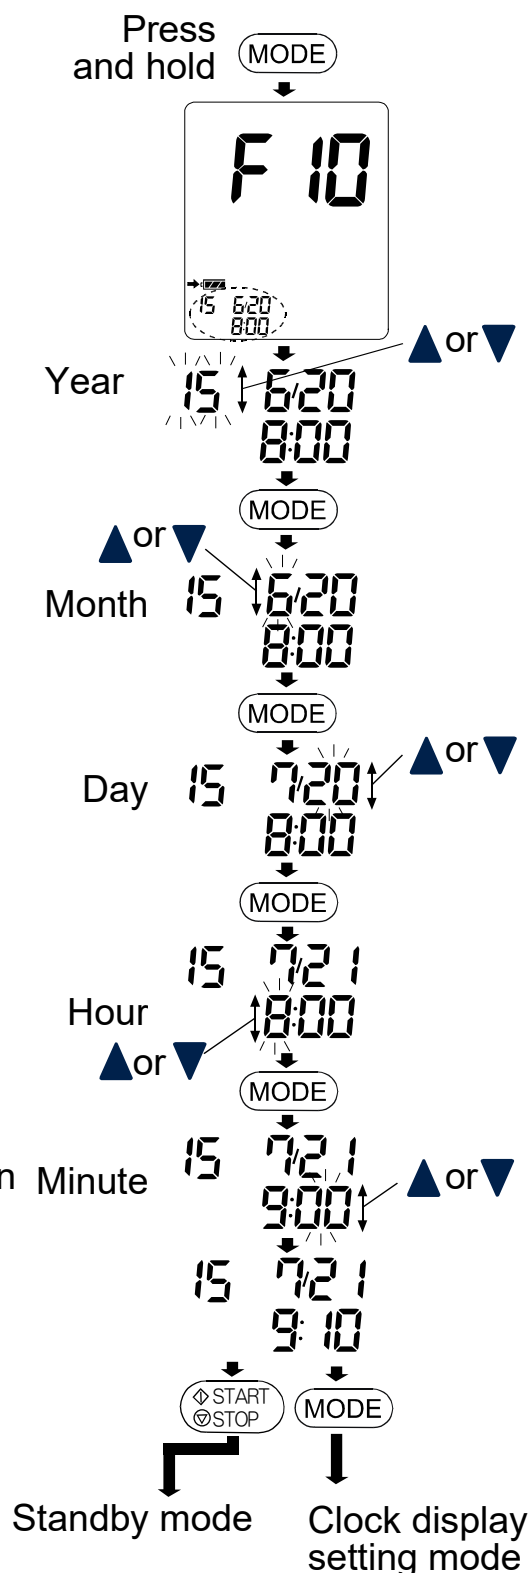 Press
and hold
MODE
F 10
15 6/20
8:00
or
Year
15 6/20
8:00
MODE
or
Month
15 6/20
8:00
MODE
or
Day
15 7/20
8:00
MODE
15 7/21
Hour
8:00
or
MODE
15 7/21
n
Minute
9:00
or
15 7/21
9:10
START
STOP
MODE
Standby mode
Clock display
setting mode